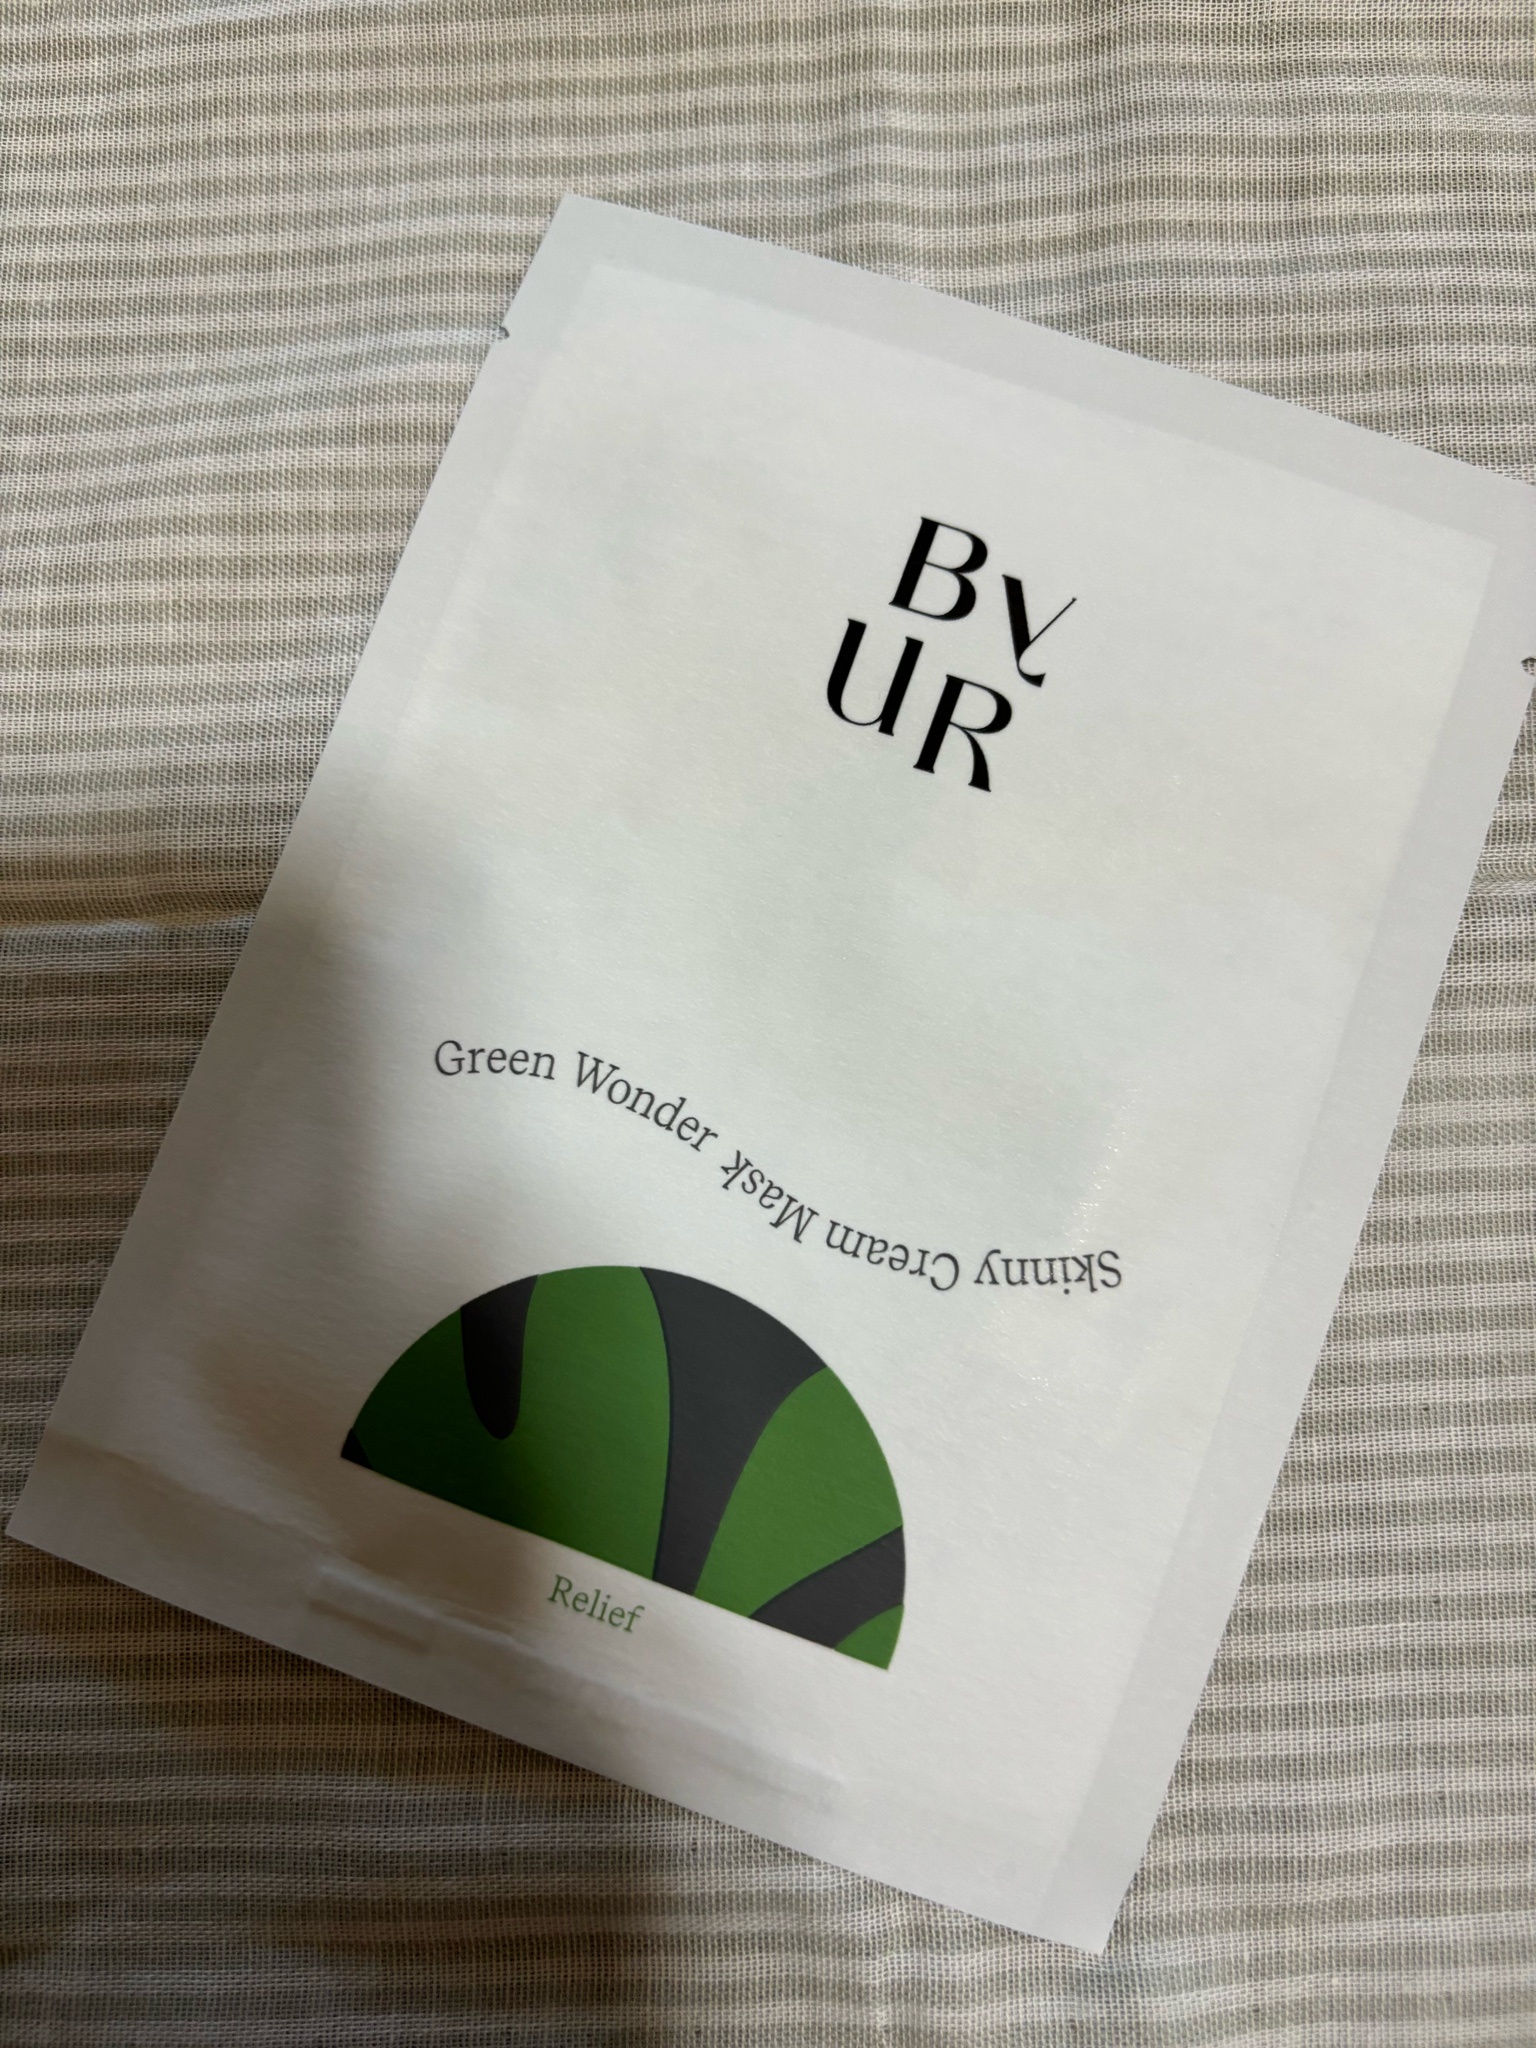 By
UR
Green Wonder
Skinny Cream Mask
Relief